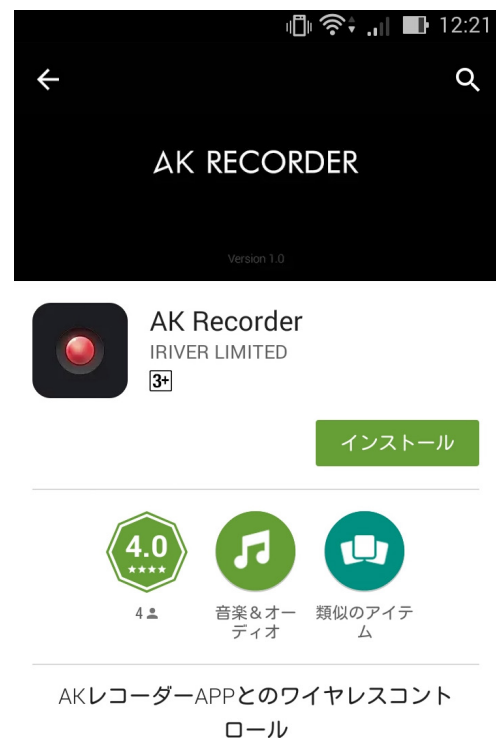 12:21
AK RECORDER
Version 1.0
AK Recorder
IRIVER LIMITED
3+
インストール
4.0
4
音楽&オー
ディオ
類似のアイテ
ム
AKレコーダーAPPとのワイヤレスコント
ロール